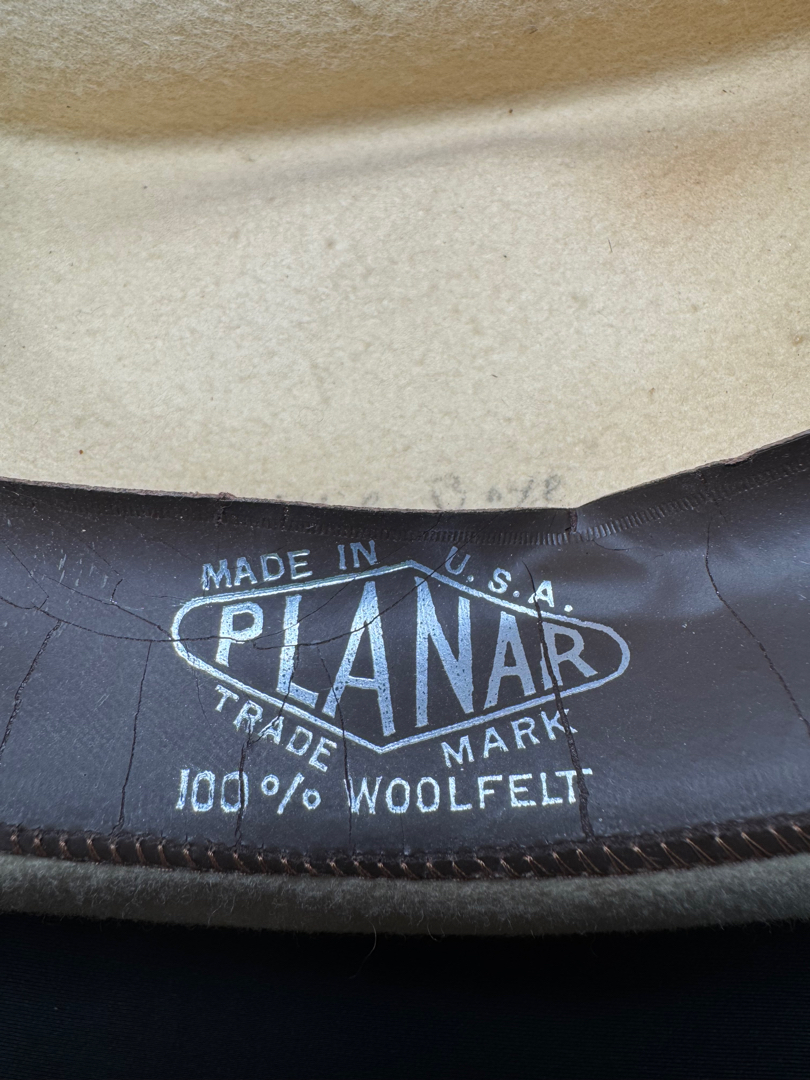 MADE IN U.S.A.
PLANAR
TRADE MARK
100% WOOLFELT